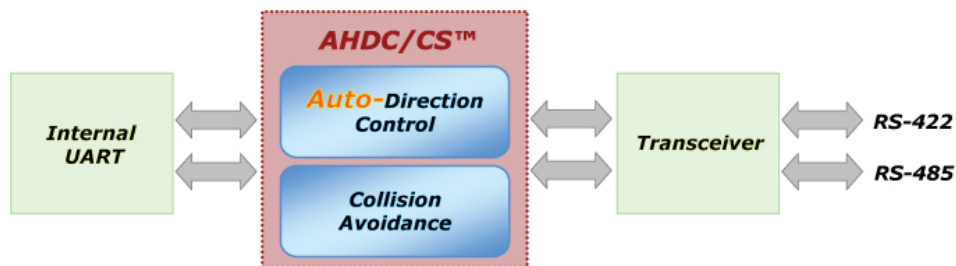 AHDC/CS™
Internal
UART
Auto-Direction
Control
Collision
Avoidance
Transceiver
RS-422
RS-485